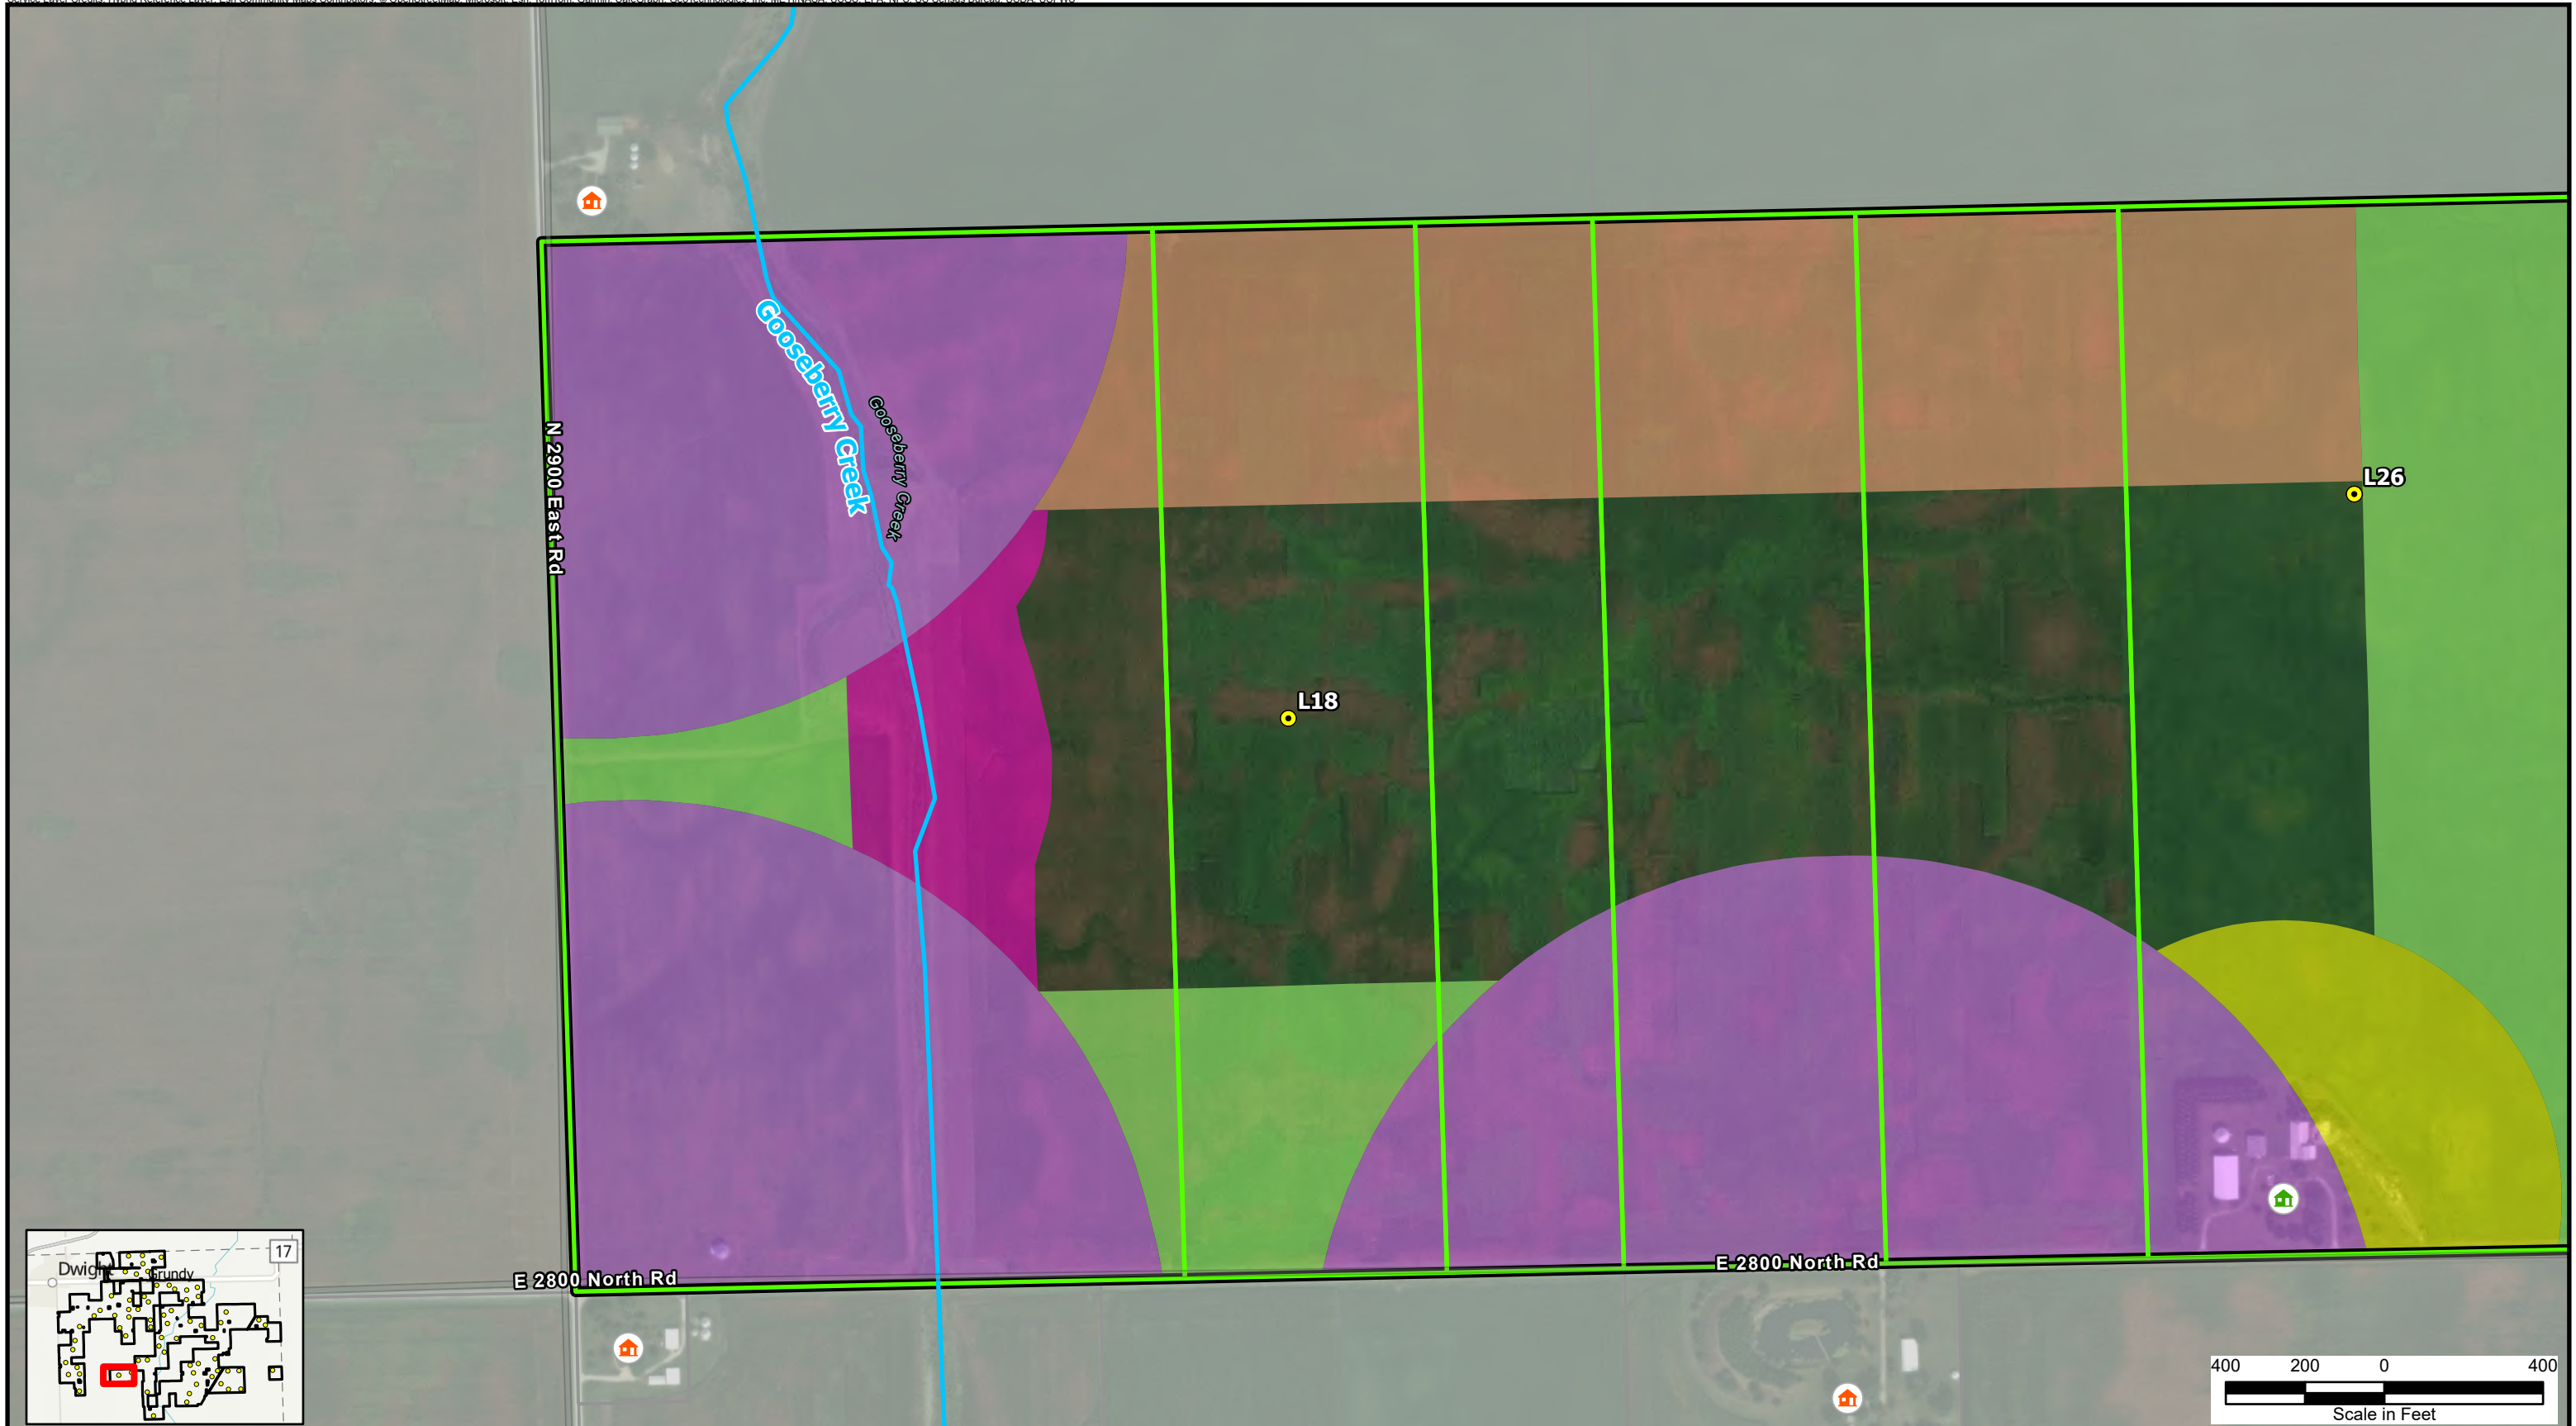 Gooseberry Creek
Gooseberry Creek
N 2900 East Rd
L26
L18
E 2800 North Rd
E 2800 North Rd
17
Dwight
Grundy
400 200 0 400
Scale in Feet